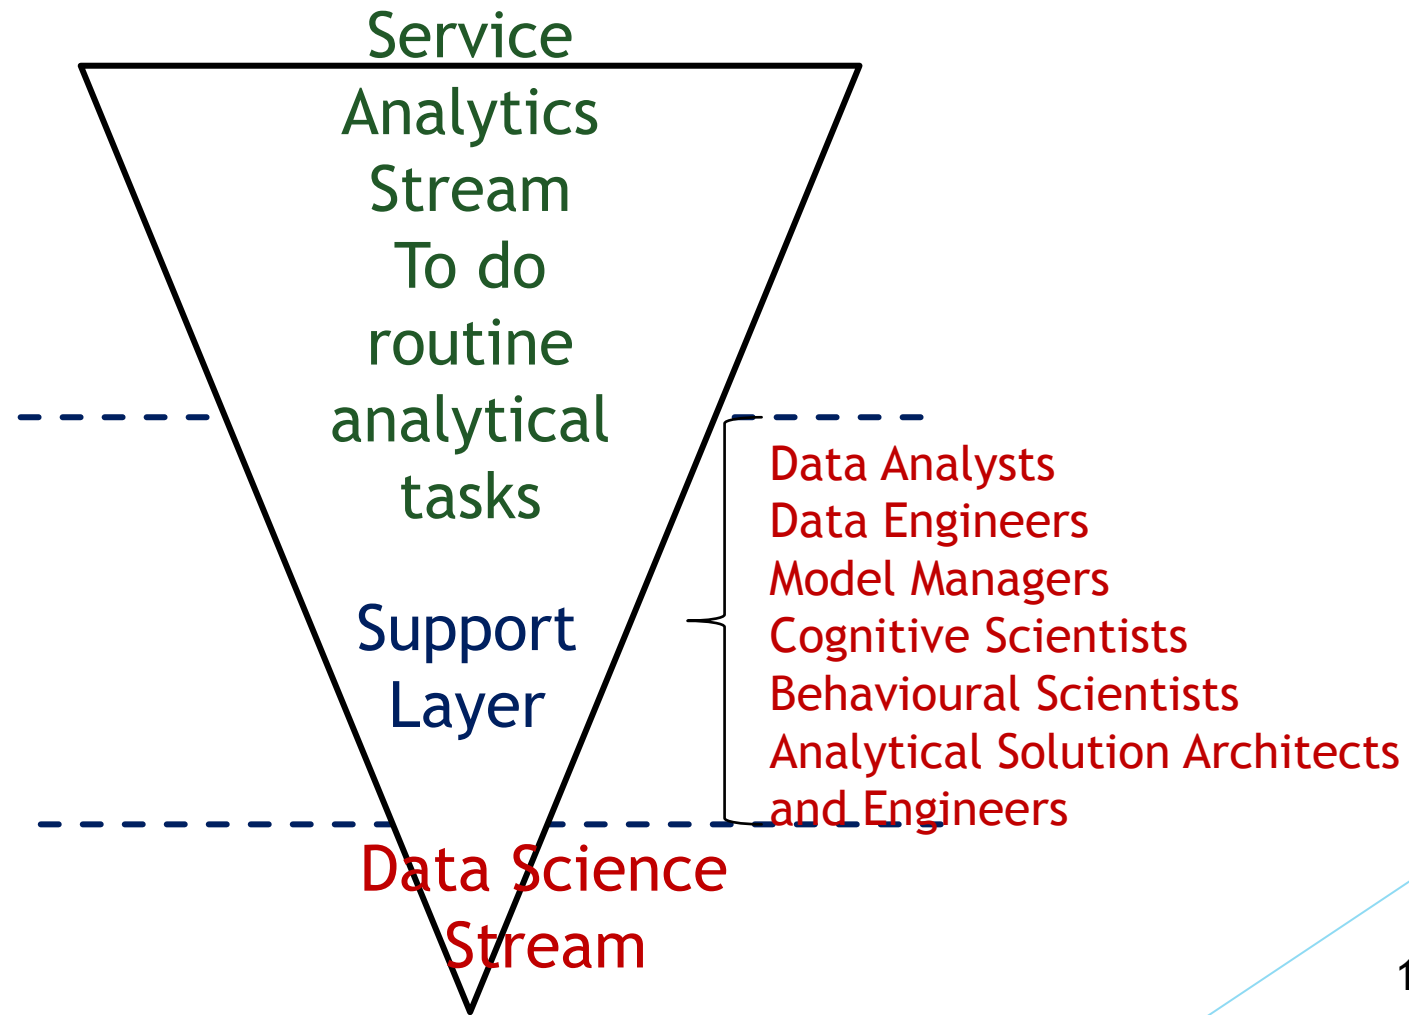 Service
Analytics
Stream
To do
routine
analytical
tasks
Support
Layer
Data Analysts
Data Engineers
Model Managers
Cognitive Scientists
Behavioural Scientists
Analytical Solution Architects
and Engineers
Data Science
Stream
1